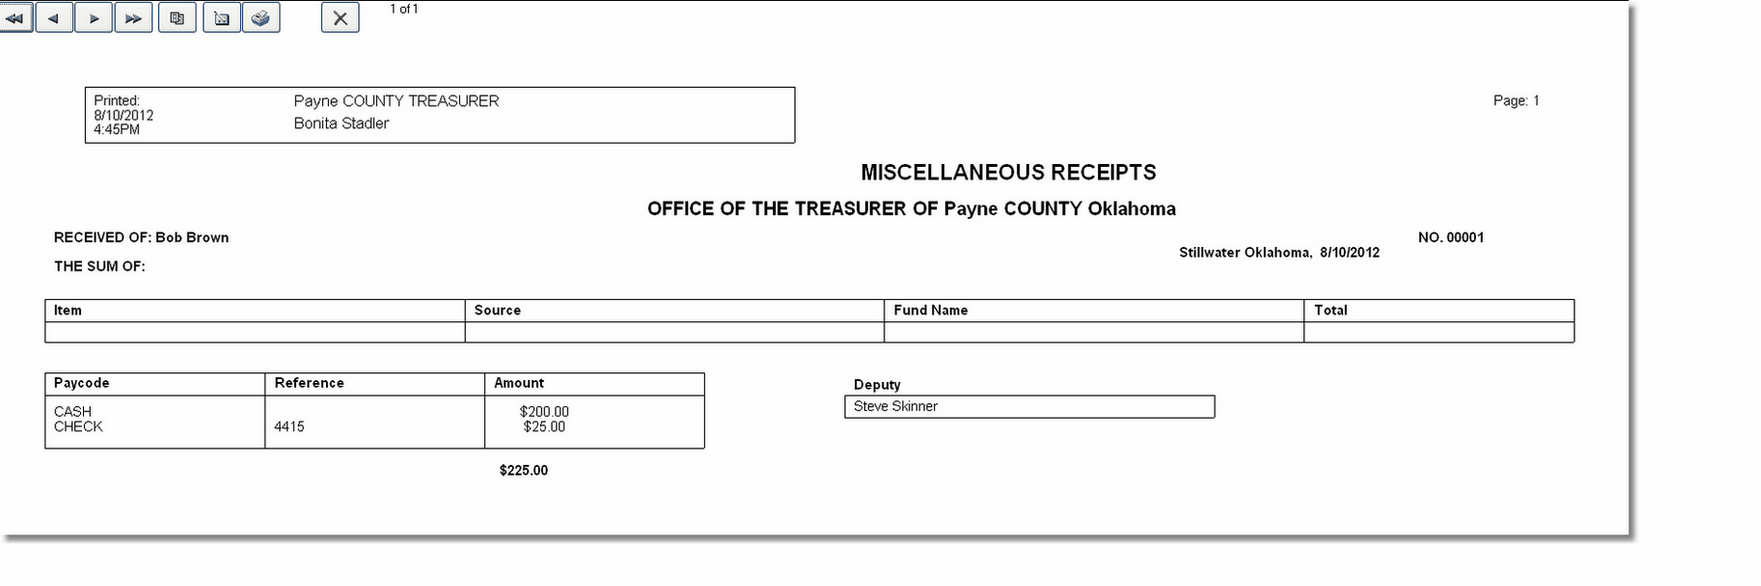 1 of 1
Printed:
8/10/2012
4:45PM
Payne COUNTY TREASURER
Bonita Stadler
Page: 1
MISCELLANEOUS RECEIPTS
OFFICE OF THE TREASURER OF Payne COUNTY Oklahoma
RECEIVED OF: Bob Brown
NO. 00001
Stillwater Oklahoma, 8/10/2012
THE SUM OF:
Item Source Fund Name Total
Paycode Reference Amount
CASH $200.00
CHECK 4415 $25.00
$225.00
Deputy
Steve Skinner